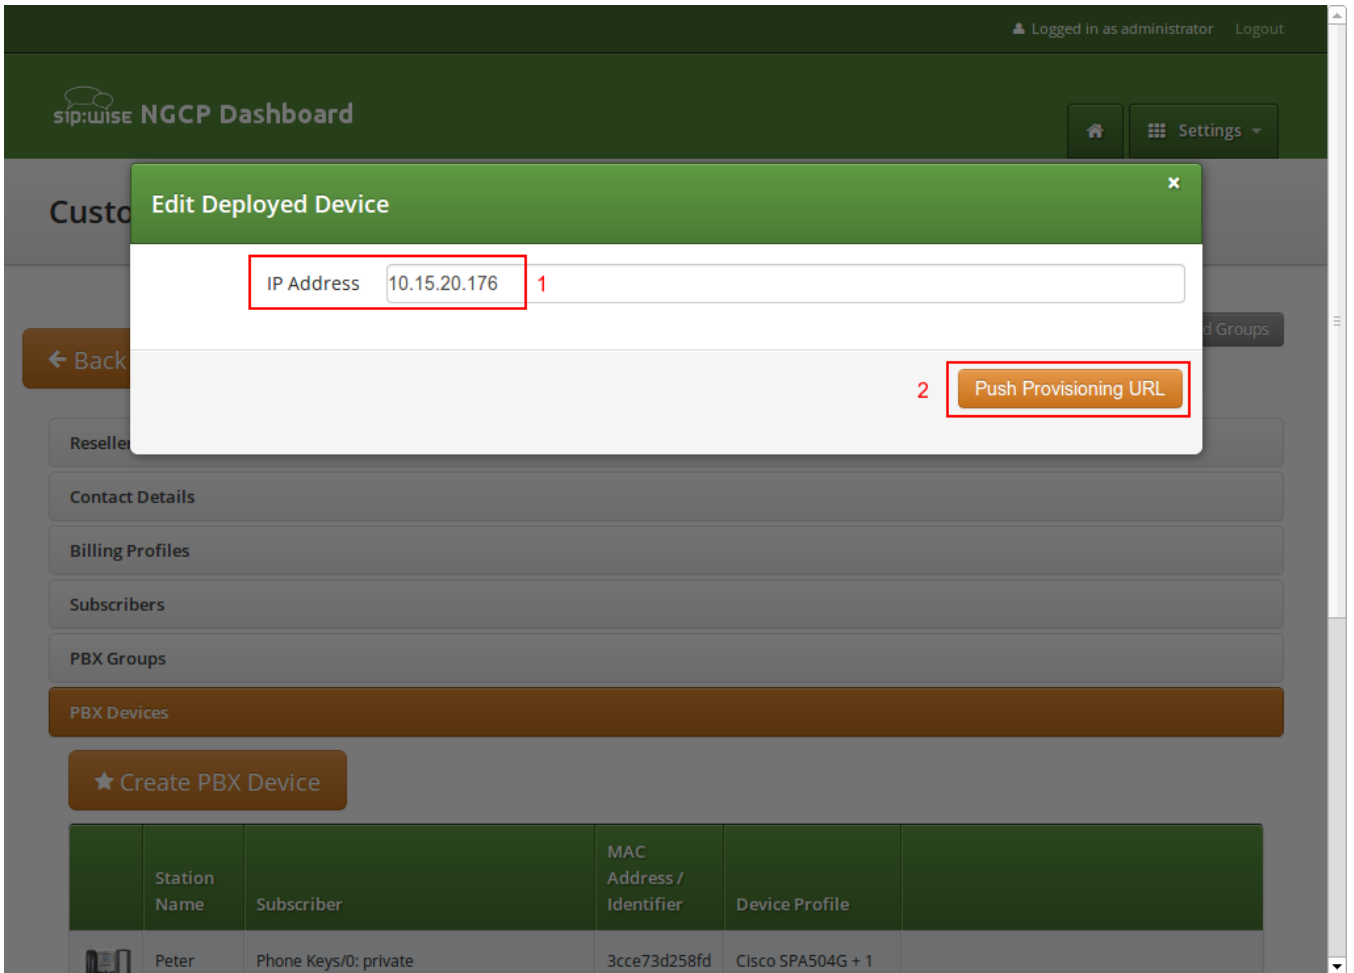 Logged in as administrator Logout
sip:wise NGCP Dashboard
Settings
Custo
Edit Deployed Device
×
IP Address 10.15.20.176 1
d Groups
Back
2 Push Provisioning URL
Reseller
Contact Details
Billing Profiles
Subscribers
PBX Groups
PBX Devices
Create PBX Device
Station Name
Subscriber
MAC Address / Identifier
Device Profile
Peter
Phone Keys/0: private
3cce73d258fd
Cisco SPA504G + 1